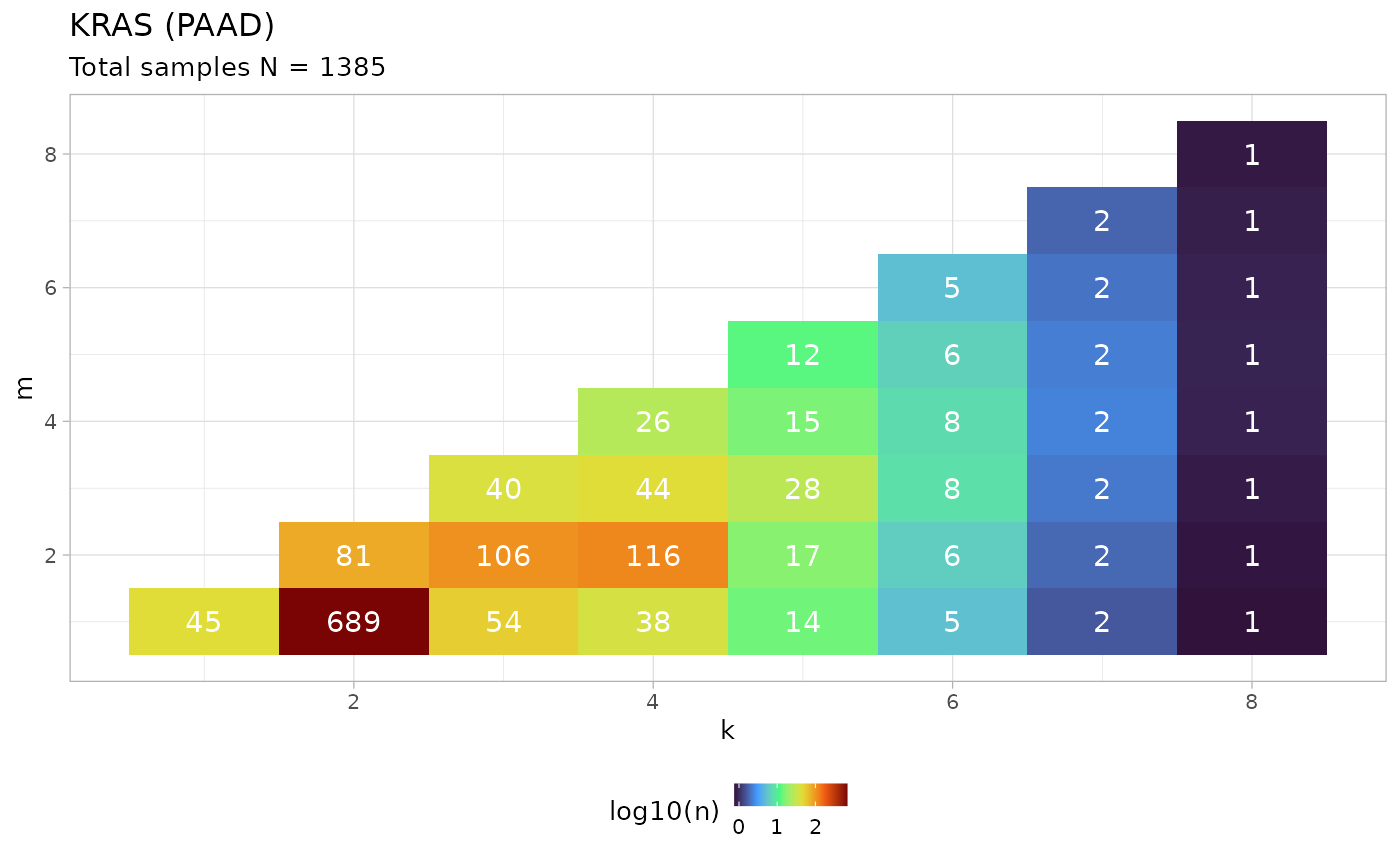 KRAS (PAAD)
Total samples N = 1385
8 1
2 1
6 5 2 1
12 6 2 1
4 26 15 8 2 1
40 44 28 8 2 1
2 81 106 116 17 6 2 1
45 689 54 38 14 5 2 1
m
2 4 6 8
k
log10(n)
0 1 2